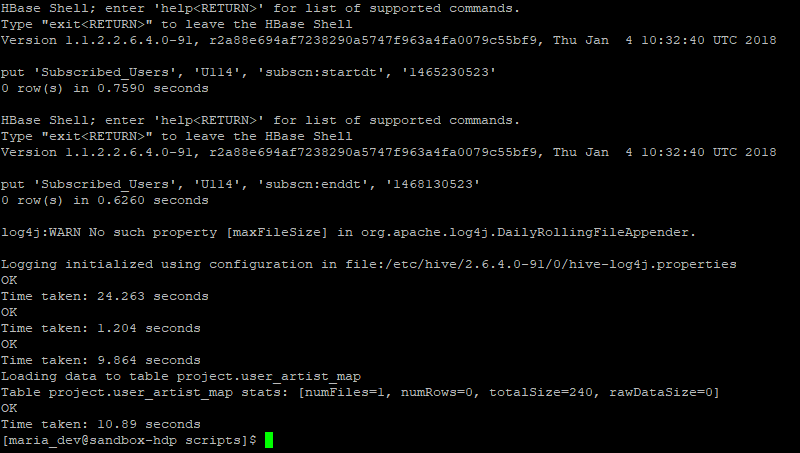 HBase Shell; enter 'help<RETURN>' for list of supported commands.
Type "exit<RETURN>" to leave the HBase Shell
Version 1.1.2.2.6.4.0-91, r2a88e694af7238290a5747f963a4fa0079c55bf9, Thu Jan  4 10:32:40 UTC 2018
put 'Subscribed_Users', 'U114', 'subscn:startdt', '1465230523'
0 row(s) in 0.7590 seconds
HBase Shell; enter 'help<RETURN>' for list of supported commands.
Type "exit<RETURN>" to leave the HBase Shell
Version 1.1.2.2.6.4.0-91, r2a88e694af7238290a5747f963a4fa0079c55bf9, Thu Jan  4 10:32:40 UTC 2018
put 'Subscribed_Users', 'U114', 'subscn:enddt', '1468130523'
0 row(s) in 0.6260 seconds
log4j:WARN No such property [maxFileSize] in org.apache.log4j.DailyRollingFileAppender.
Logging initialized using configuration in file:/etc/hive/2.6.4.0-91/0/hive-log4j.properties
OK
Time taken: 24.263 seconds
OK
Time taken: 1.204 seconds
OK
Time taken: 9.864 seconds
Loading data to table project.user_artist_map
Table project.user_artist_map stats: [numFiles=1, numRows=0, totalSize=240, rawDataSize=0]
OK
Time taken: 10.89 seconds
[maria_dev@sandbox-hdp scripts]$